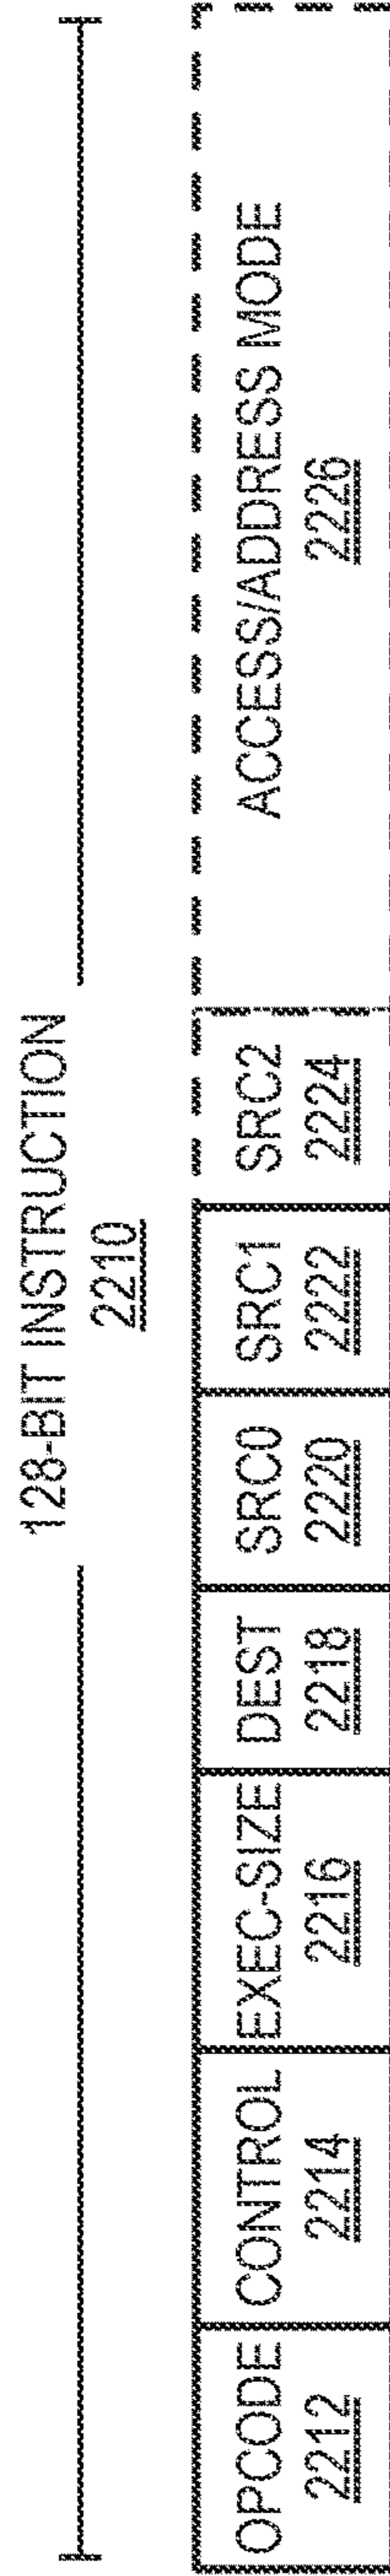 128-BIT INSTRUCTION
2210
OPCODE CONTROL EXEC-SIZE DEST SRC0 SRC1 SRC2 ACCESS/ADDRESS MODE
2212 2214 2216 2218 2220 2222 2224 2226